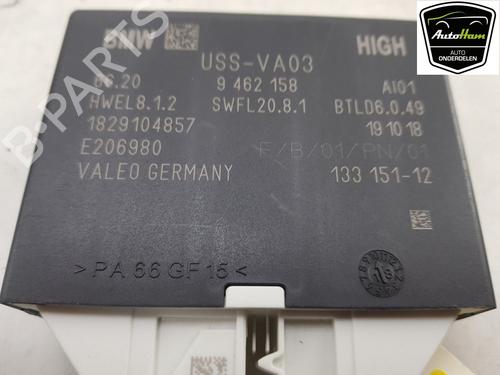 BMW HIGH
USS-VA03
06.20 9 462 158 AI01
HWEL8.1.2 SWFL20.8.1 BTLD6.0.49
1829104857 19 10 18
E206980 F/B/01/PN/01
VALEO GERMANY 133 151-12
>PA 66 GF 15<
AutoHam
AUTO
ONDERDELEN
B-PARTS